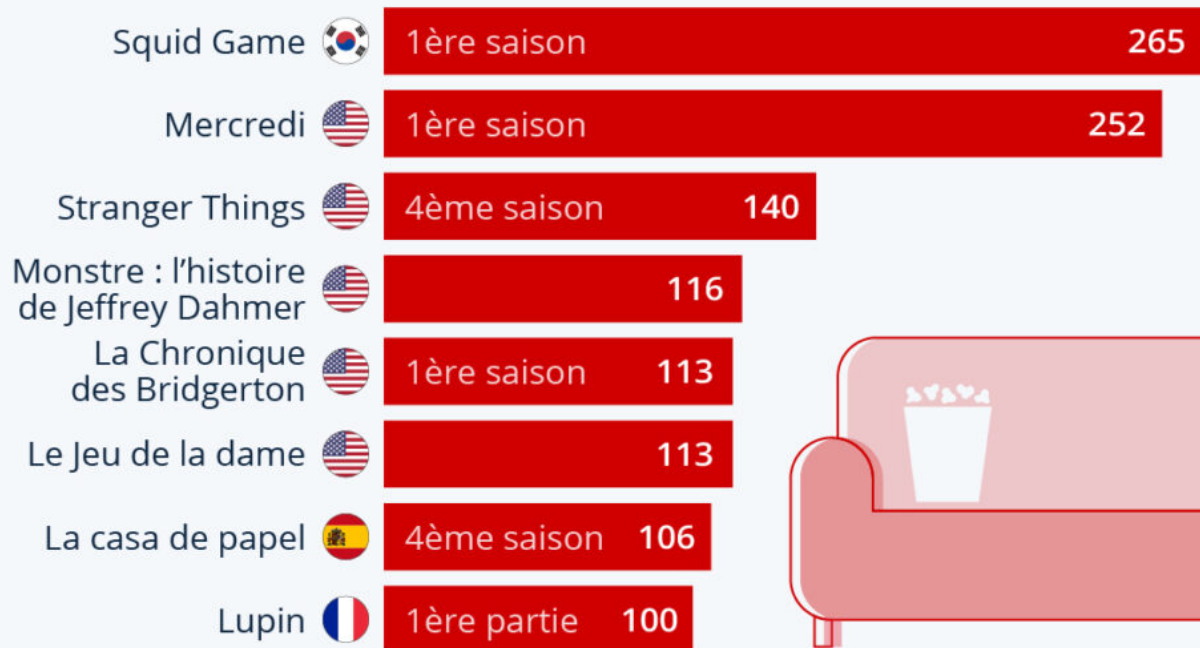 Squid Game 1ère saison 265
Mercredi 1ère saison 252
Stranger Things 4ème saison 140
Monstre : l’histoire
de Jeffrey Dahmer 116
La Chronique
des Bridgerton 1ère saison 113
Le Jeu de la dame 113
La casa de papel 4ème saison 106
Lupin 1ère partie 100